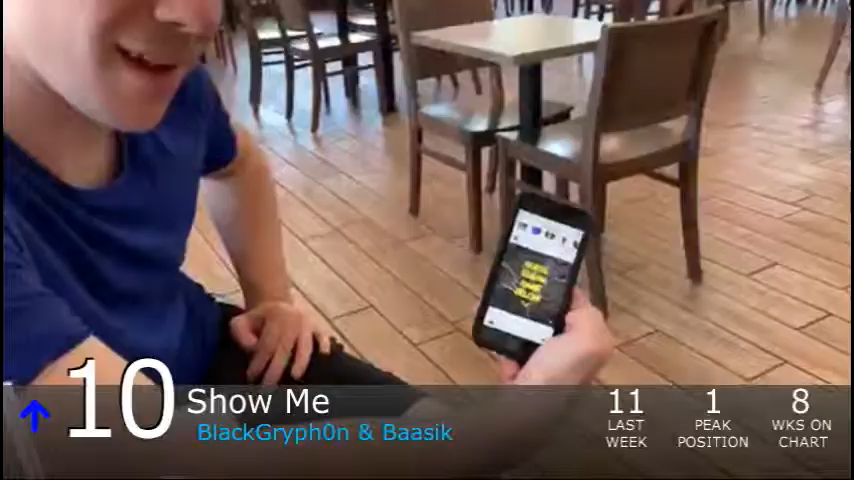 10
Show Me
BlackGryph0n & Baasik
11
LAST
WEEK
1
PEAK
POSITION
8
WKS ON
CHART